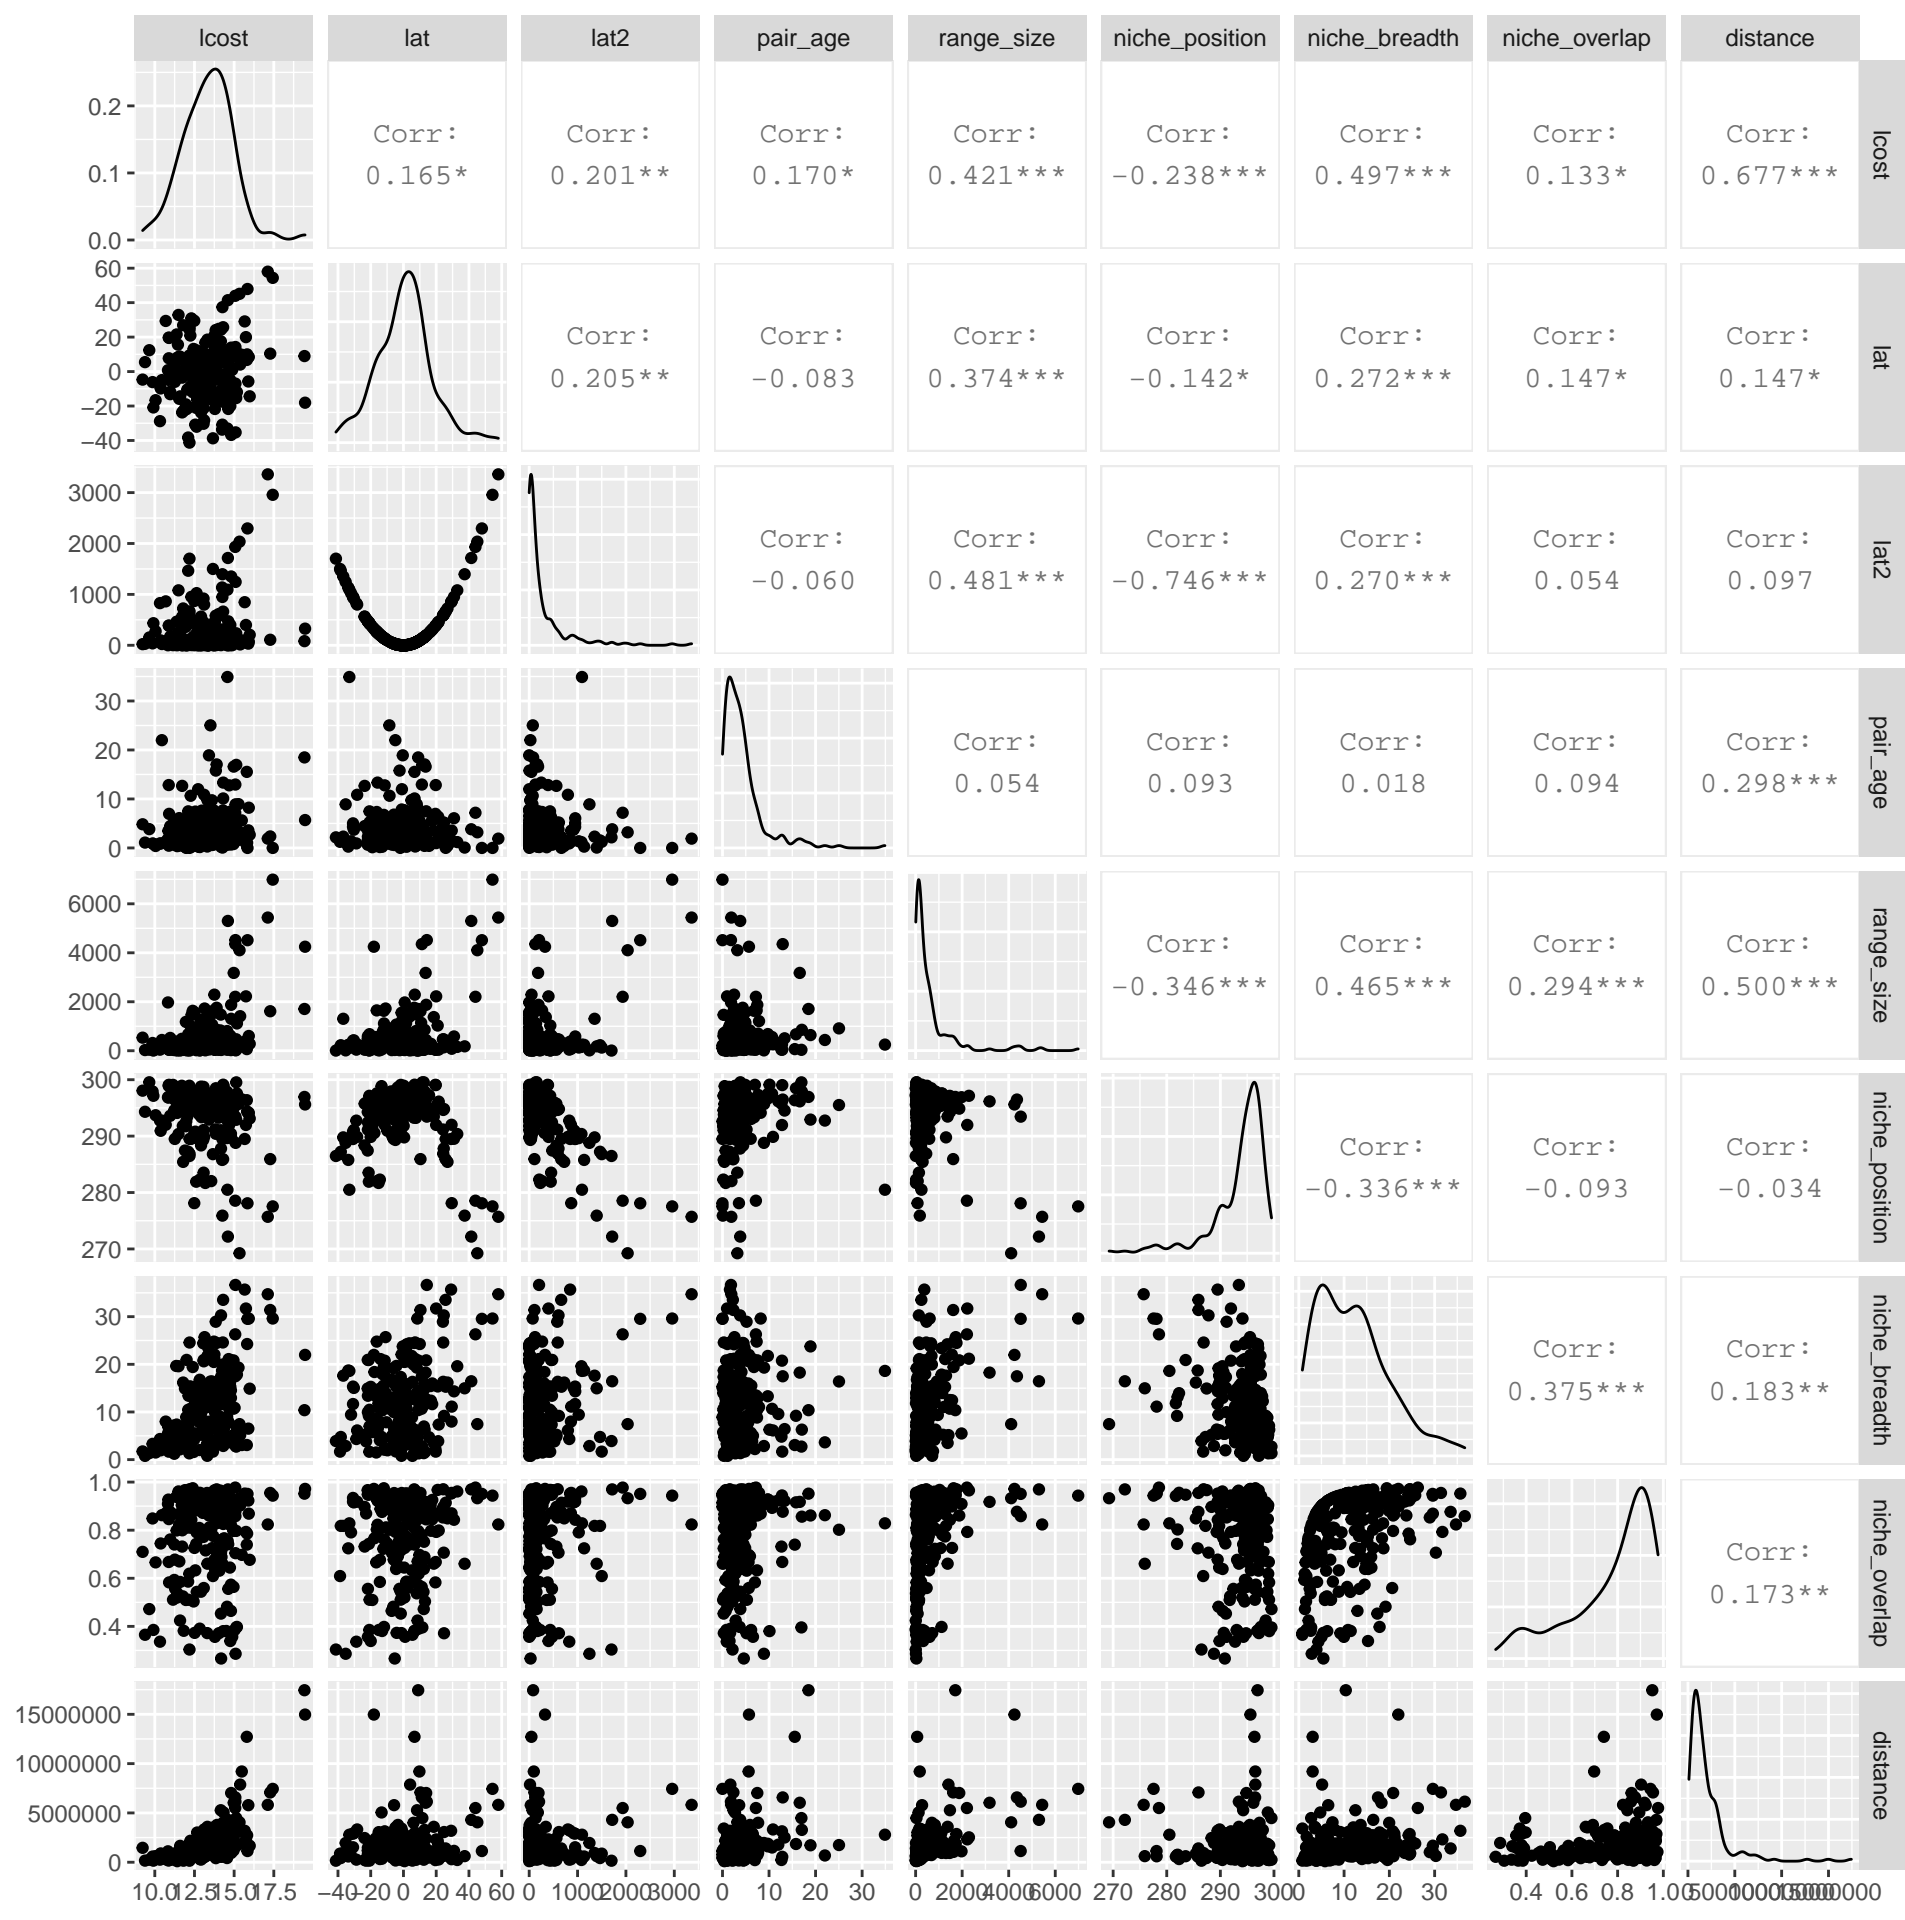 lcost lat lat2 pair_age range_size niche_position niche_breadth niche_overlap distance
0.2
0.1
0.0
Corr: Corr: Corr: Corr: Corr: Corr: Corr: Corr:
0.165* 0.201** 0.170* 0.421*** −0.238*** 0.497*** 0.133* 0.677***
lcost
60
40
20
0
−20
−40
Corr: Corr: Corr: Corr: Corr: Corr: Corr:
0.205** −0.083 0.374*** −0.142* 0.272*** 0.147* 0.147*
lat
3000
2000
1000
0
Corr: Corr: Corr: Corr: Corr: Corr:
−0.060 0.481*** −0.746*** 0.270*** 0.054 0.097
lat2
30
20
10
0
Corr: Corr: Corr: Corr: Corr:
0.054 0.093 0.018 0.094 0.298***
pair_age
6000
4000
2000
0
Corr: Corr: Corr: Corr:
−0.346*** 0.465*** 0.294*** 0.500***
range_size
300
290
280
270
Corr: Corr: Corr:
−0.336*** −0.093 −0.034
niche_position
30
20
10
0
Corr: Corr:
0.375*** 0.183**
niche_breadth
1.0
0.8
0.6
0.4
Corr:
0.173**
niche_overlap
15000000
10000000
5000000
0
distance
10.0 12.5 15.0 17.5 −40 −20 0 20 40 60 0 1000 2000 3000 0 10 20 30 0 2000 4000 6000 270 280 290 300 0 10 20 30 0.4 0.6 0.8 1.0 0 5000000 10000000 15000000